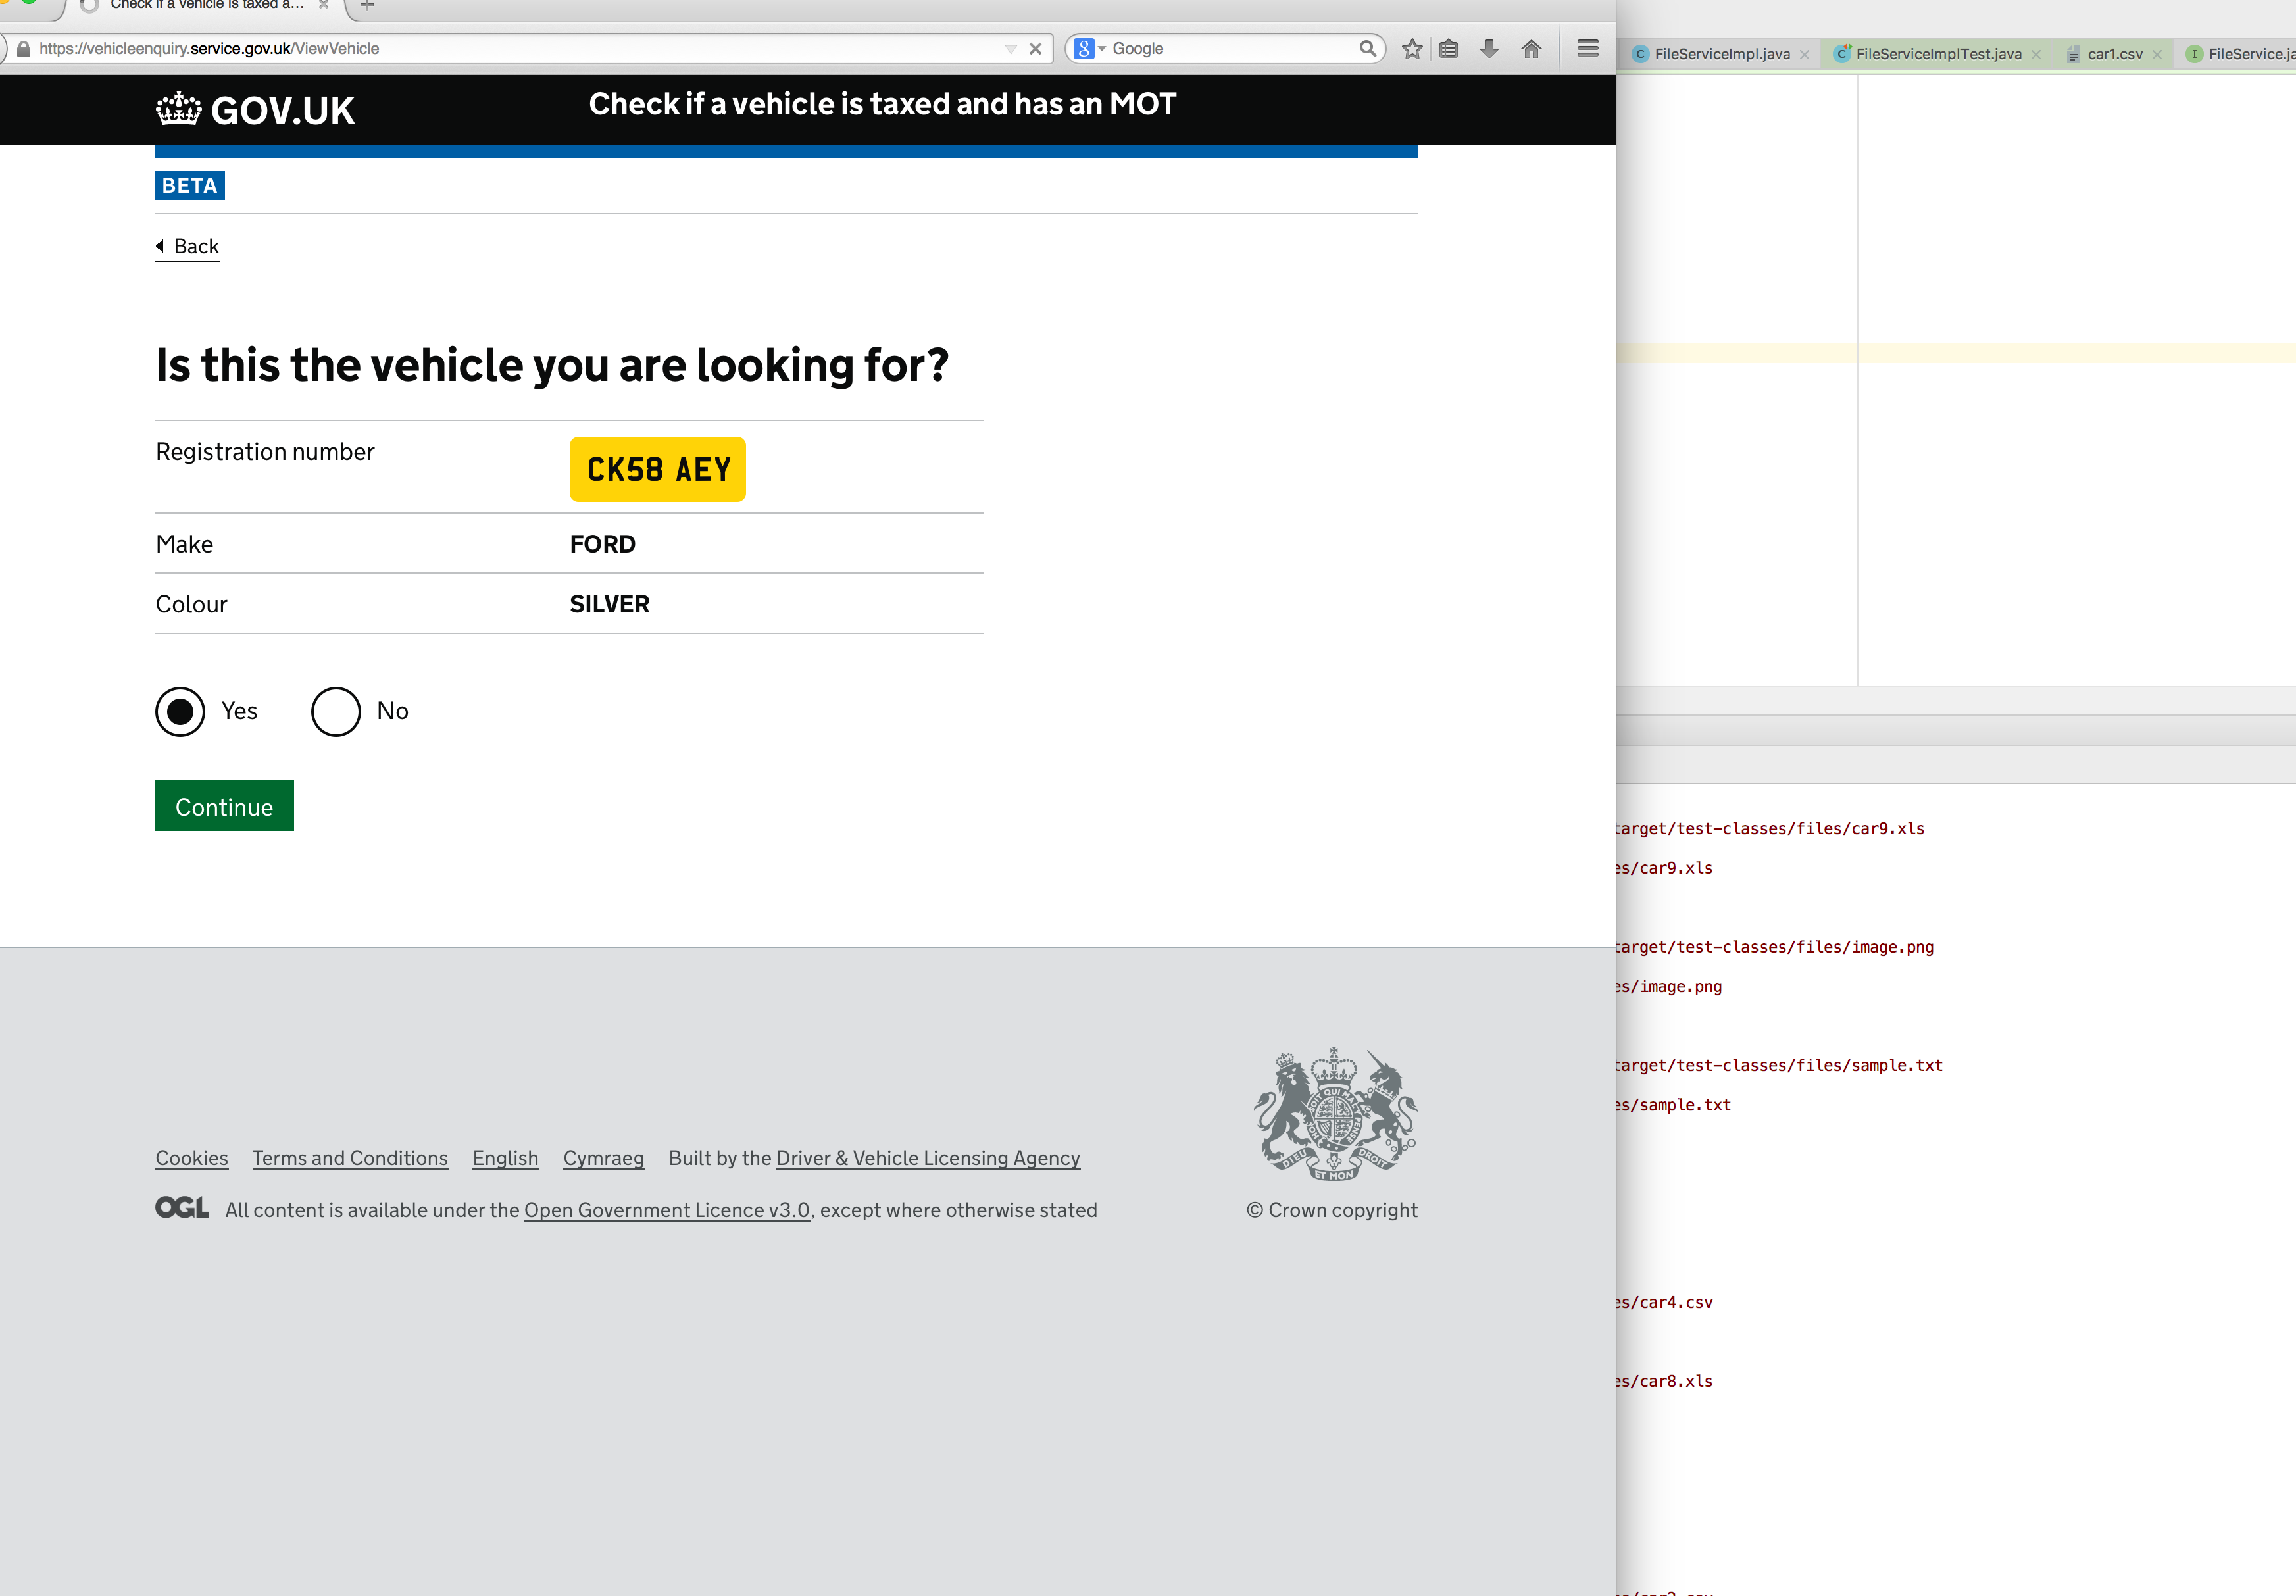 Check if a vehicle is taxed a...
https://vehicleenquiry.service.gov.uk/ViewVehicle
Google
GOV.UK
Check if a vehicle is taxed and has an MOT
BETA
Back
Is this the vehicle you are looking for?
Registration number CK58 AEY
Make FORD
Colour SILVER
Yes No
Continue
Cookies Terms and Conditions English Cymraeg Built by the Driver & Vehicle Licensing Agency
OGL All content is available under the Open Government Licence v3.0, except where otherwise stated
© Crown copyright
DIEU ET MON DROIT
FileServiceImpl.java FileServiceImplTest.java car1.csv FileService.ja
target/test-classes/files/car9.xls
es/car9.xls
target/test-classes/files/image.png
es/image.png
target/test-classes/files/sample.txt
es/sample.txt
es/car4.csv
es/car8.xls